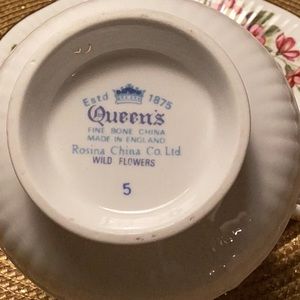 Estd 1875
Queen's
FINE BONE CHINA
MADE IN ENGLAND
Rosina China Co. Ltd.
WILD FLOWERS
5